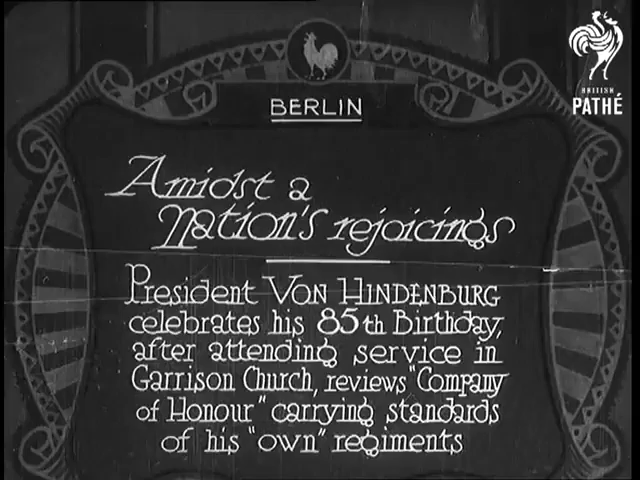 BRITISH
PATHÉ
BERLIN
Amidst a
Nation's rejoicings
President VON HINDENBURG
celebrates his 85th Birthday,
after attending service in
Garrison Church, reviews "Company
of Honour" carrying standards
of his "own" regiments